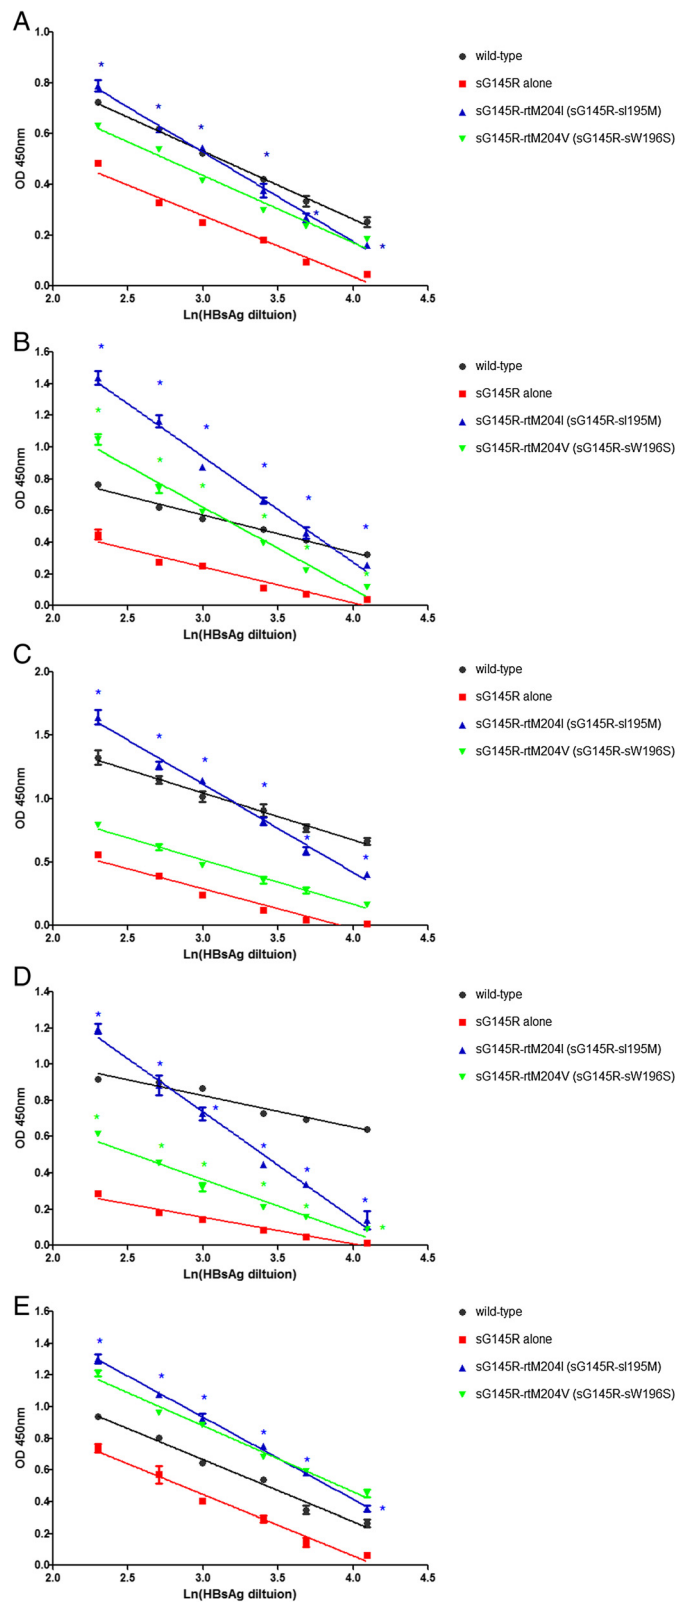 A
1.0
0.8
0.6
0.4
0.2
0.0
OD 450nm
2.0 2.5 3.0 3.5 4.0 4.5
Ln(HBsAg diltuion)
* * * * * *
wild-type
sG145R alone
sG145R-rtM204I (sG145R-sI195M)
sG145R-rtM204V (sG145R-sW196S)
B
1.6
1.4
1.2
1.0
0.8
0.6
0.4
0.2
0.0
OD 450nm
2.0 2.5 3.0 3.5 4.0 4.5
Ln(HBsAg diltuion)
* * * * * *
* * * * * *
wild-type
sG145R alone
sG145R-rtM204I (sG145R-sI195M)
sG145R-rtM204V (sG145R-sW196S)
C
2.0
1.5
1.0
0.5
0.0
OD 450nm
2.0 2.5 3.0 3.5 4.0 4.5
Ln(HBsAg diltuion)
* * * * * *
wild-type
sG145R alone
sG145R-rtM204I (sG145R-sI195M)
sG145R-rtM204V (sG145R-sW196S)
D
1.4
1.2
1.0
0.8
0.6
0.4
0.2
0.0
OD 450nm
2.0 2.5 3.0 3.5 4.0 4.5
Ln(HBsAg diltuion)
* * * * * *
* * * * * *
wild-type
sG145R alone
sG145R-rtM204I (sG145R-sI195M)
sG145R-rtM204V (sG145R-sW196S)
E
1.6
1.4
1.2
1.0
0.8
0.6
0.4
0.2
0.0
OD 450nm
2.0 2.5 3.0 3.5 4.0 4.5
Ln(HBsAg diltuion)
* * * * * *
wild-type
sG145R alone
sG145R-rtM204I (sG145R-sI195M)
sG145R-rtM204V (sG145R-sW196S)